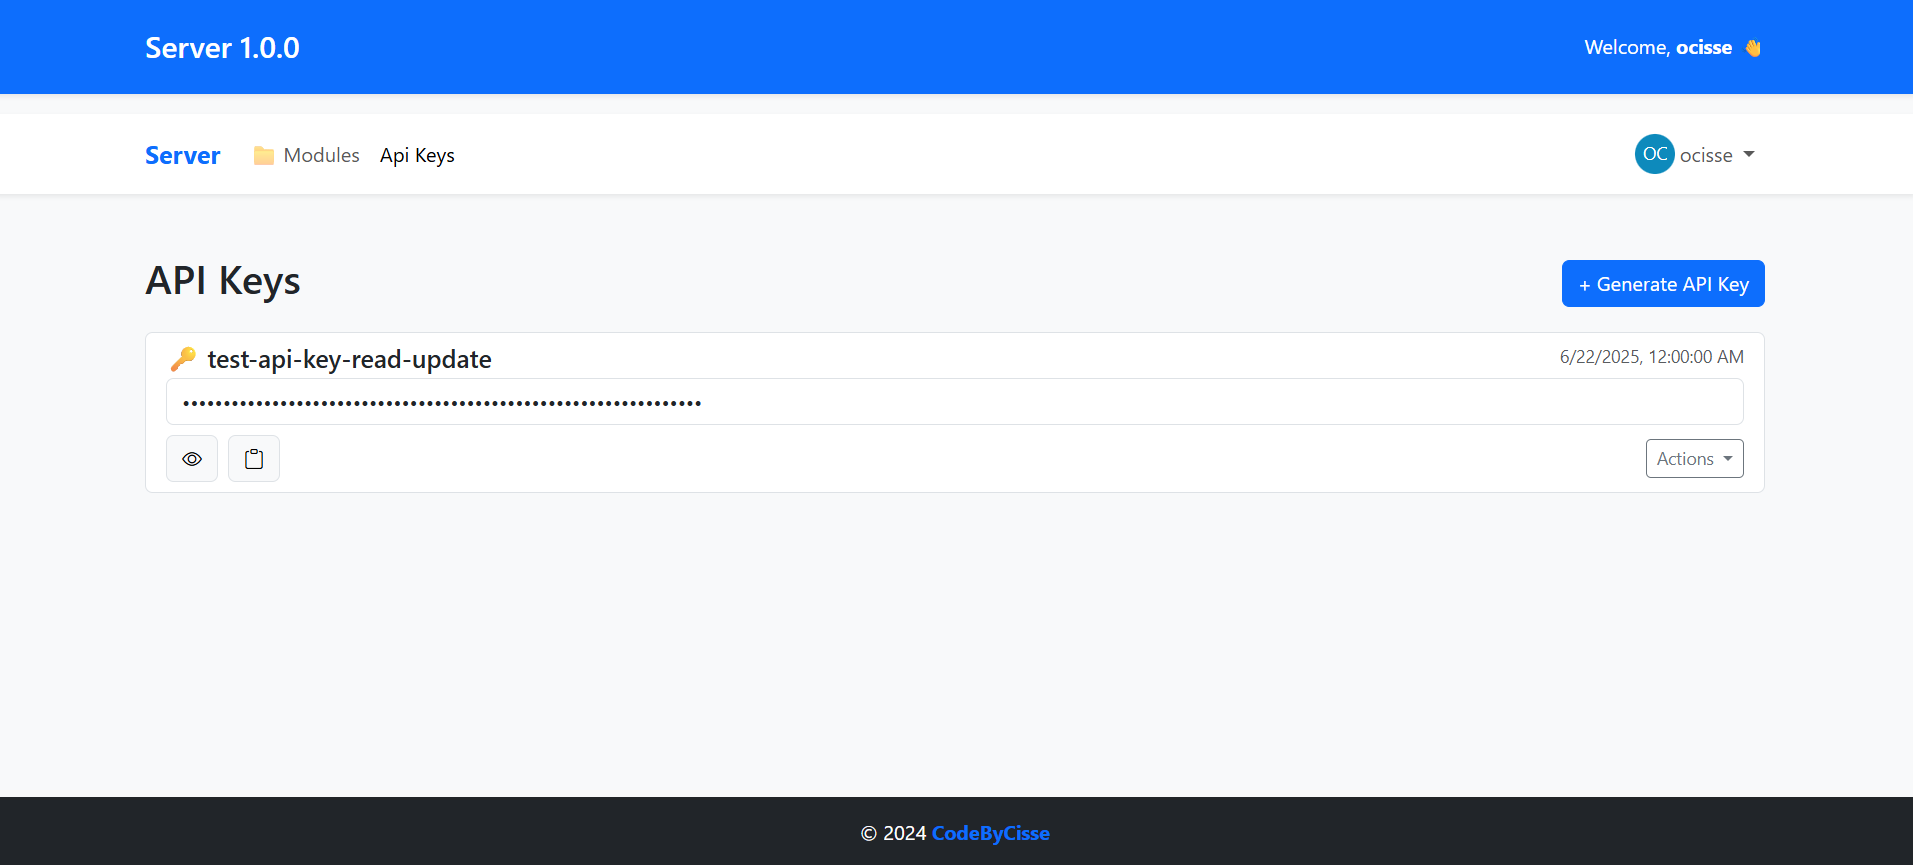 Server 1.0.0
Welcome, ocisse 👋
Server Modules Api Keys
OC ocisse
API Keys
+ Generate API Key
test-api-key-read-update
6/22/2025, 12:00:00 AM
Actions
© 2024 CodeByCisse